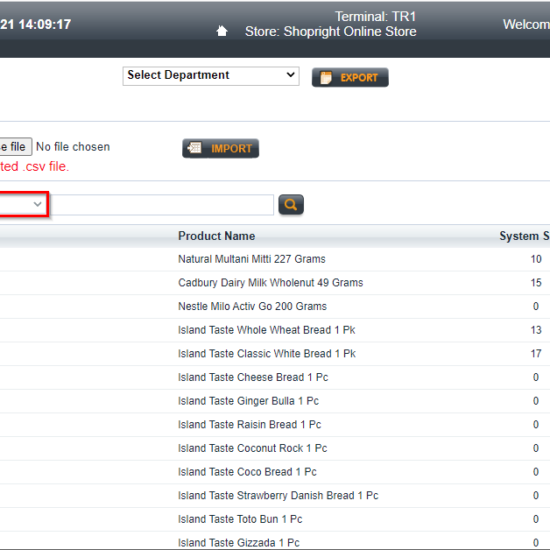 21 14:09:17
Terminal: TR1
Store: Shopright Online Store
Welcom
Select Department
EXPORT
e file No file chosen
IMPORT
ted .csv file.
Product Name System S
Natural Multani Mitti 227 Grams 10
Cadbury Dairy Milk Wholenut 49 Grams 15
Nestle Milo Activ Go 200 Grams 0
Island Taste Whole Wheat Bread 1 Pk 13
Island Taste Classic White Bread 1 Pk 17
Island Taste Cheese Bread 1 Pc 0
Island Taste Ginger Bulla 1 Pc 0
Island Taste Raisin Bread 1 Pc 0
Island Taste Coconut Rock 1 Pc 0
Island Taste Coco Bread 1 Pc 0
Island Taste Strawberry Danish Bread 1 Pc 0
Island Taste Toto Bun 1 Pc 0
Island Taste Gizzada 1 Pc 0